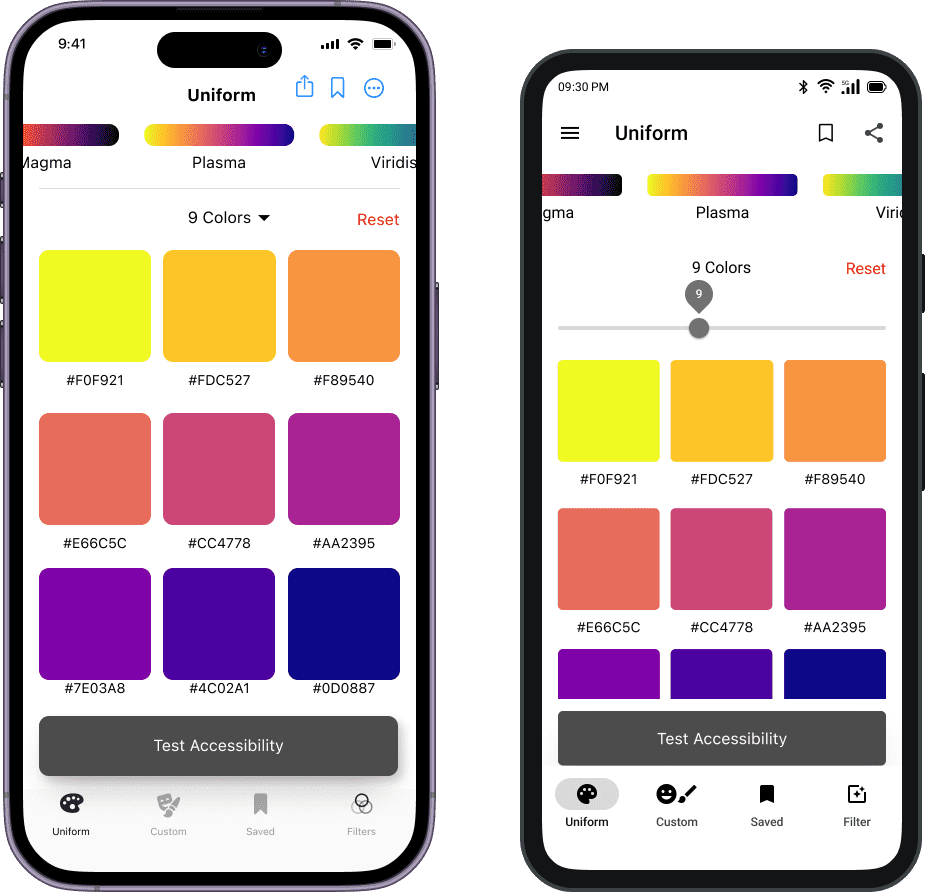 9:41
Uniform
Magma
Plasma
Viridis
9 Colors
Reset
#F0F921
#FDC527
#F89540
#E66C5C
#CC4778
#AA2395
#7E03A8
#4C02A1
#0D0887
Test Accessibility
Uniform
Custom
Saved
Filters
09:30 PM
5G
Uniform
gma
Plasma
Viri
9 Colors
Reset
9
#F0F921
#FDC527
#F89540
#E66C5C
#CC4778
#AA2395
Test Accessibility
Uniform
Custom
Saved
Filter